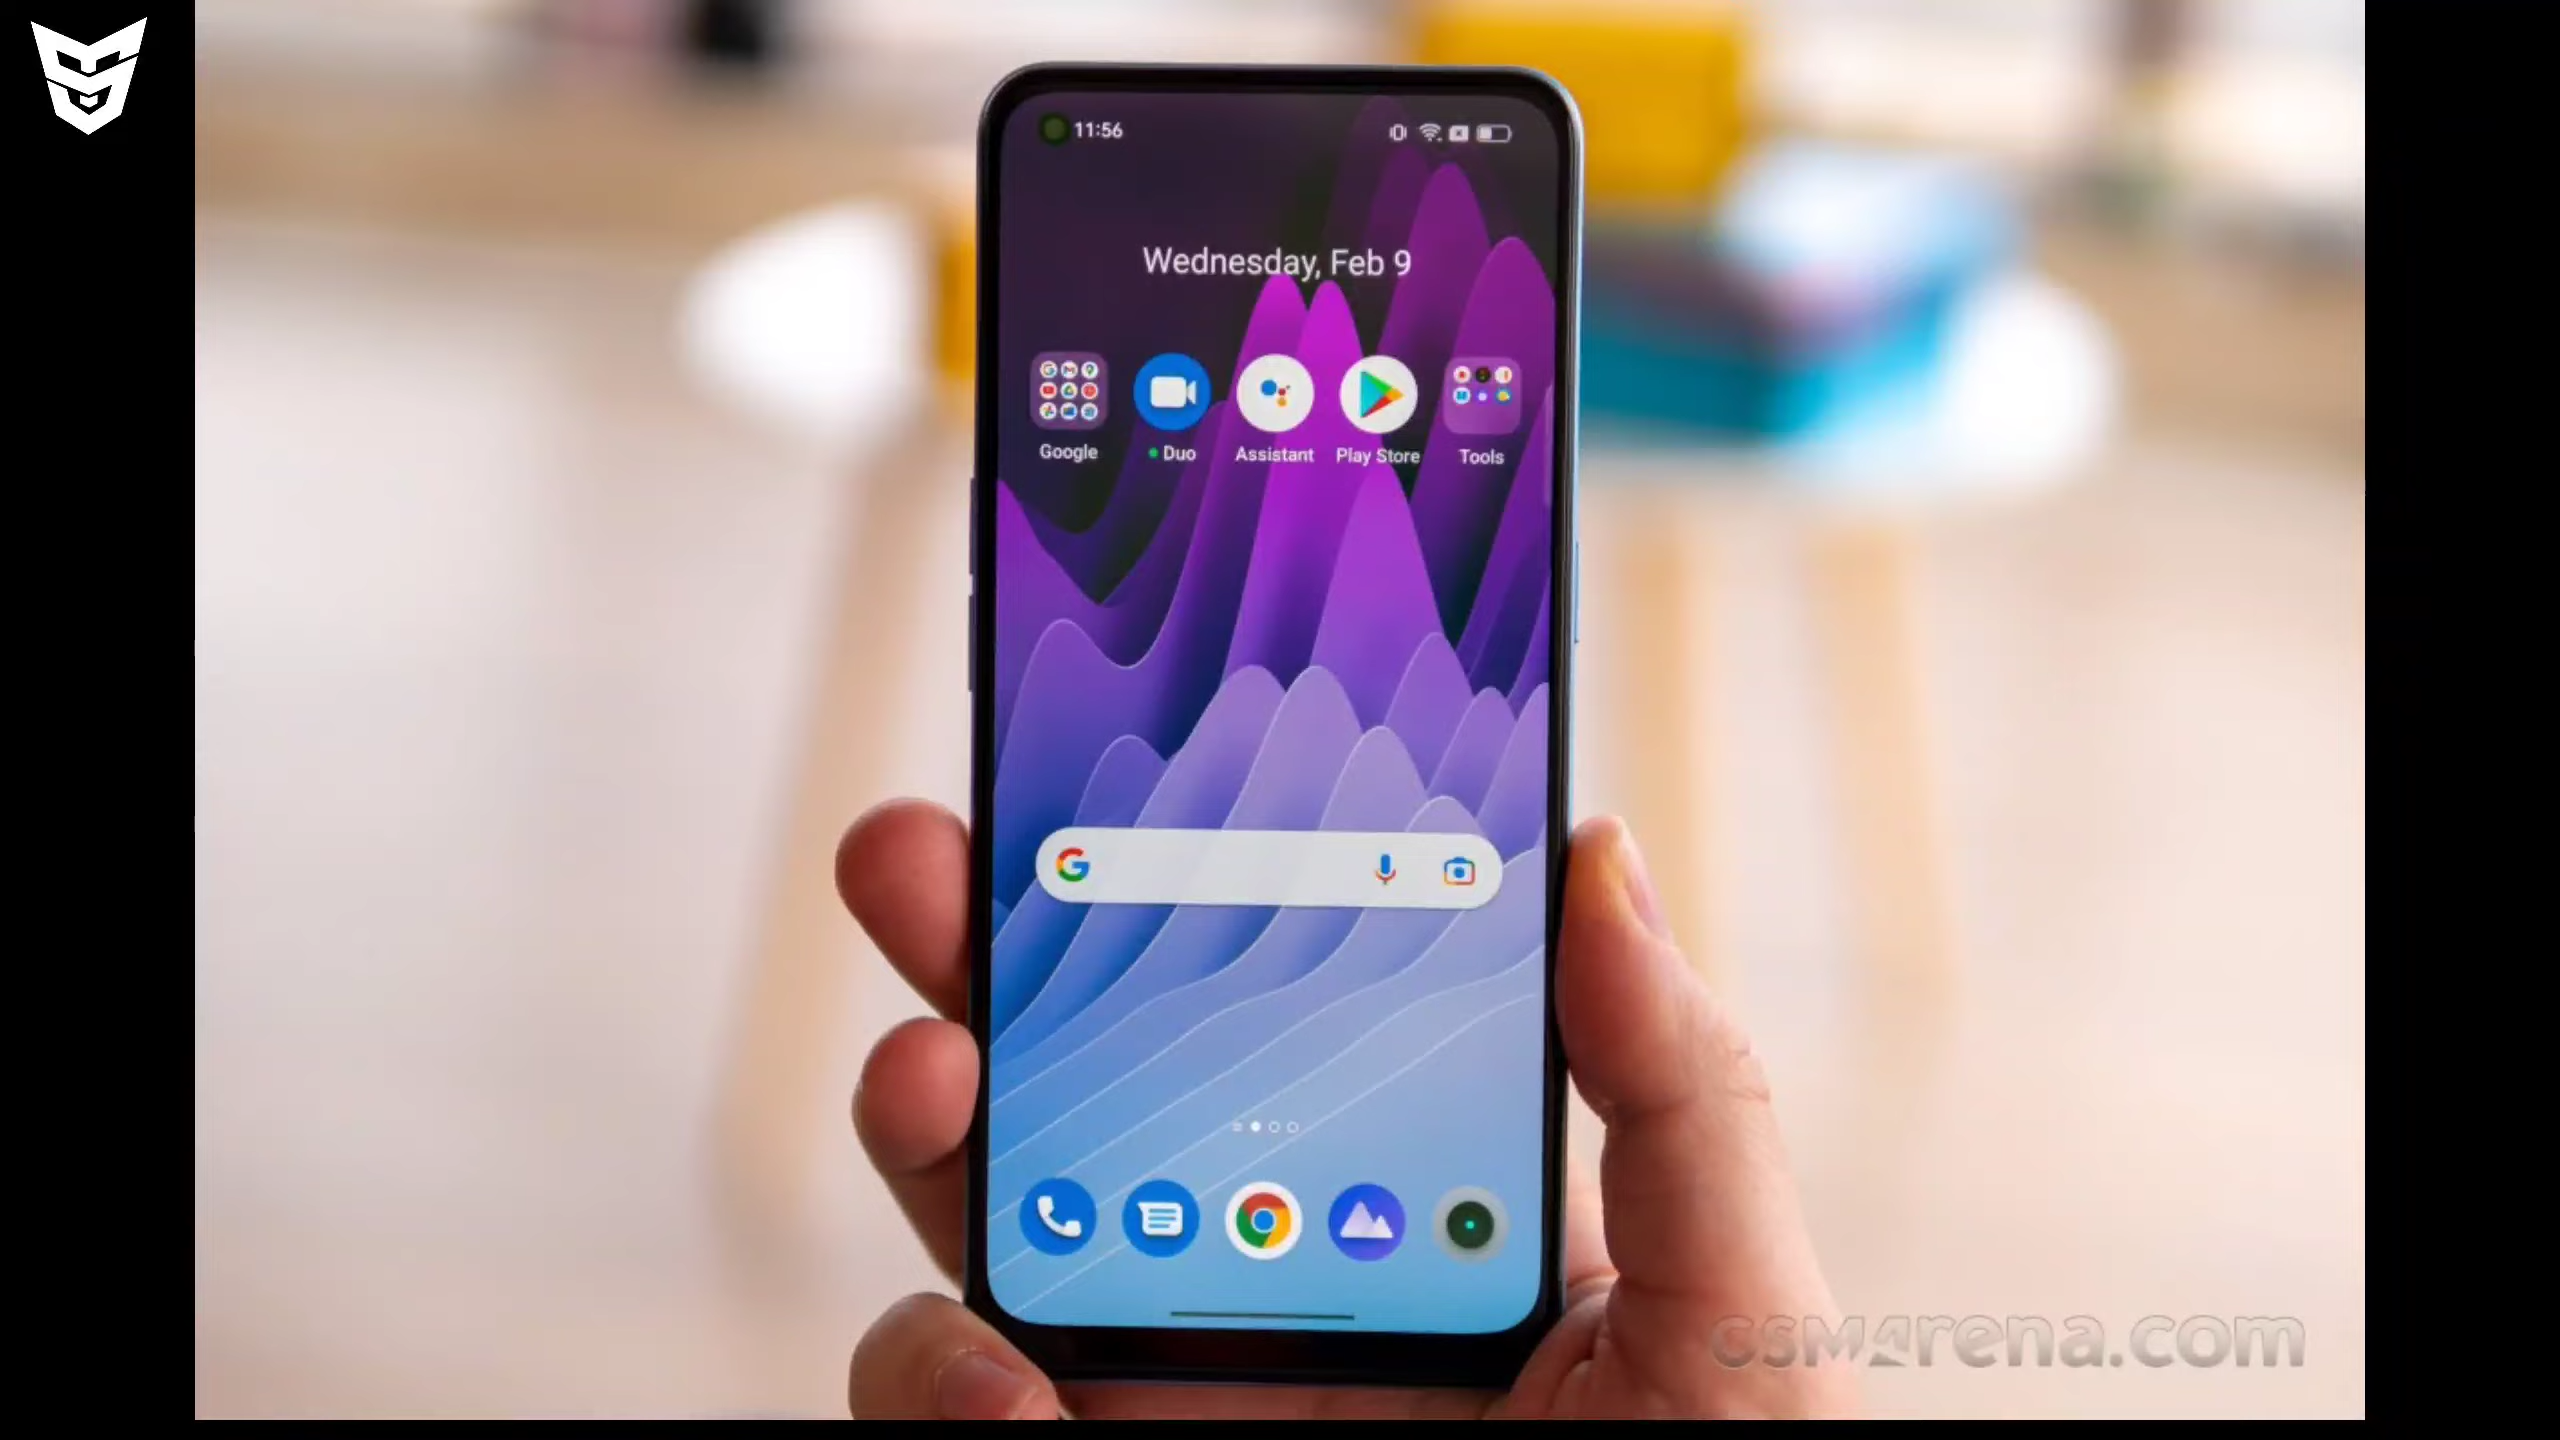 11:56
Wednesday, Feb 9
Google
Duo
Assistant
Play Store
Tools
GSMArena.com